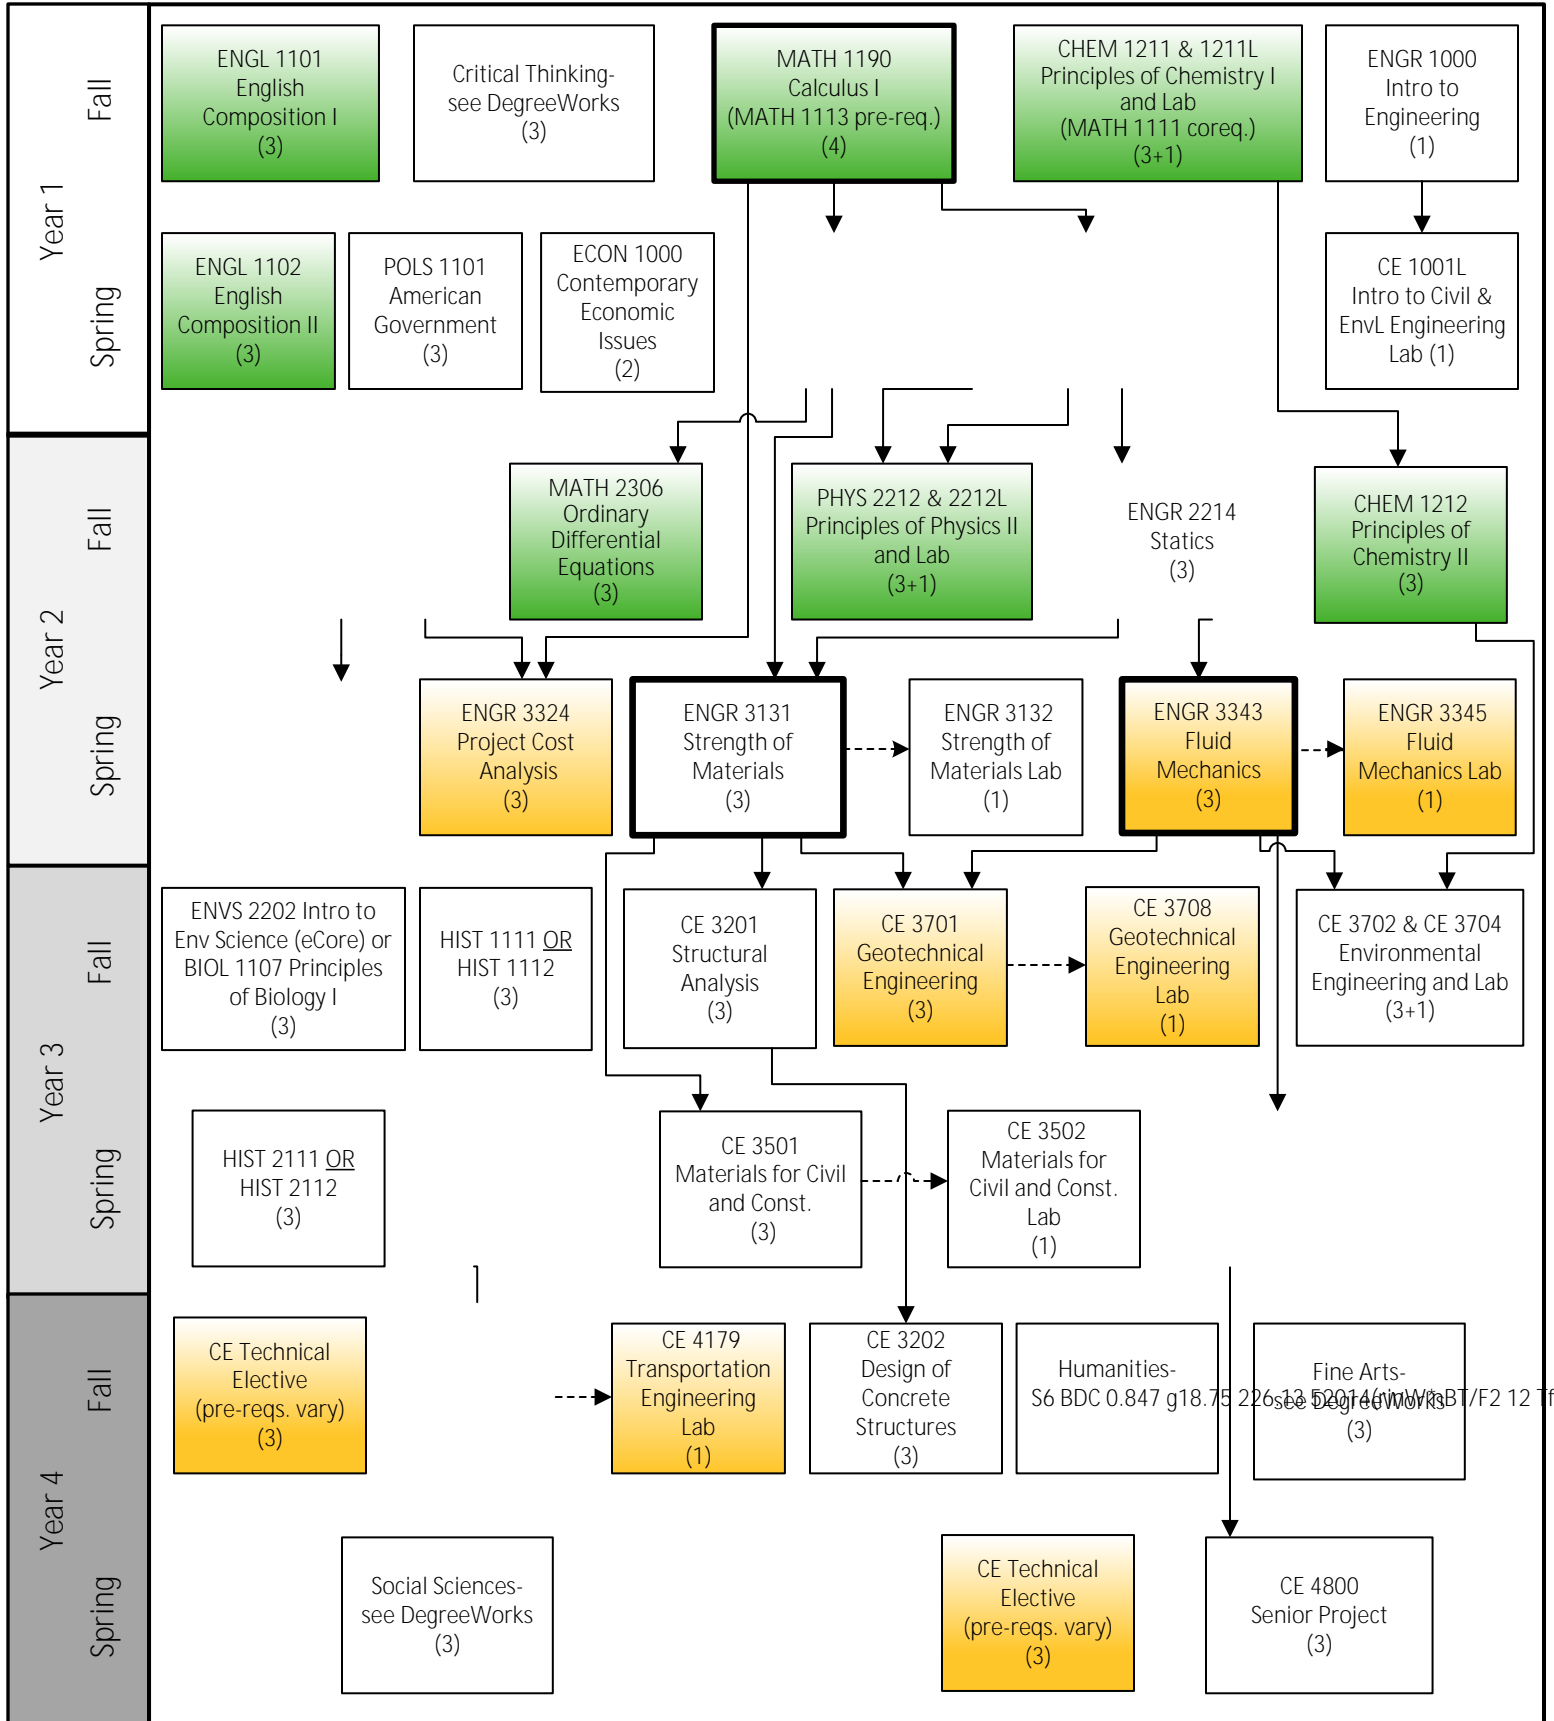 Year 1
Fall
ENGL 1101
English
Composition I
(3)
Critical Thinking-
see DegreeWorks
(3)
MATH 1190
Calculus I
(MATH 1113 pre-req.)
(4)
CHEM 1211 & 1211L
Principles of Chemistry I
and Lab
(MATH 1111 coreq.)
(3+1)
ENGR 1000
Intro to
Engineering
(1)
Spring
ENGL 1102
English
Composition II
(3)
POLS 1101
American
Government
(3)
ECON 1000
Contemporary
Economic
Issues
(2)
CE 1001L
Intro to Civil &
EnvL Engineering
Lab (1)
Year 2
Fall
MATH 2306
Ordinary
Differential
Equations
(3)
PHYS 2212 & 2212L
Principles of Physics II
and Lab
(3+1)
ENGR 2214
Statics
(3)
CHEM 1212
Principles of
Chemistry II
(3)
Spring
ENGR 3324
Project Cost
Analysis
(3)
ENGR 3131
Strength of
Materials
(3)
ENGR 3132
Strength of
Materials Lab
(1)
ENGR 3343
Fluid
Mechanics
(3)
ENGR 3345
Fluid
Mechanics Lab
(1)
Year 3
Fall
ENVS 2202 Intro to
Env Science (eCore) or
BIOL 1107 Principles
of Biology I
(3)
HIST 1111 OR
HIST 1112
(3)
CE 3201
Structural
Analysis
(3)
CE 3701
Geotechnical
Engineering
(3)
CE 3708
Geotechnical
Engineering
Lab
(1)
CE 3702 & CE 3704
Environmental
Engineering and Lab
(3+1)
Spring
HIST 2111 OR
HIST 2112
(3)
CE 3501
Materials for Civil
and Const.
(3)
CE 3502
Materials for
Civil and Const.
Lab
(1)
Year 4
Fall
CE Technical
Elective
(pre-reqs. vary)
(3)
CE 4179
Transportation
Engineering
Lab
(1)
CE 3202
Design of
Concrete
Structures
(3)
Humanities-
S6 BDC 0.847 g18.75 226.13
Fine Arts-
see DegreeWorks
(3)
Spring
Social Sciences-
see DegreeWorks
(3)
CE Technical
Elective
(pre-reqs. vary)
(3)
CE 4800
Senior Project
(3)